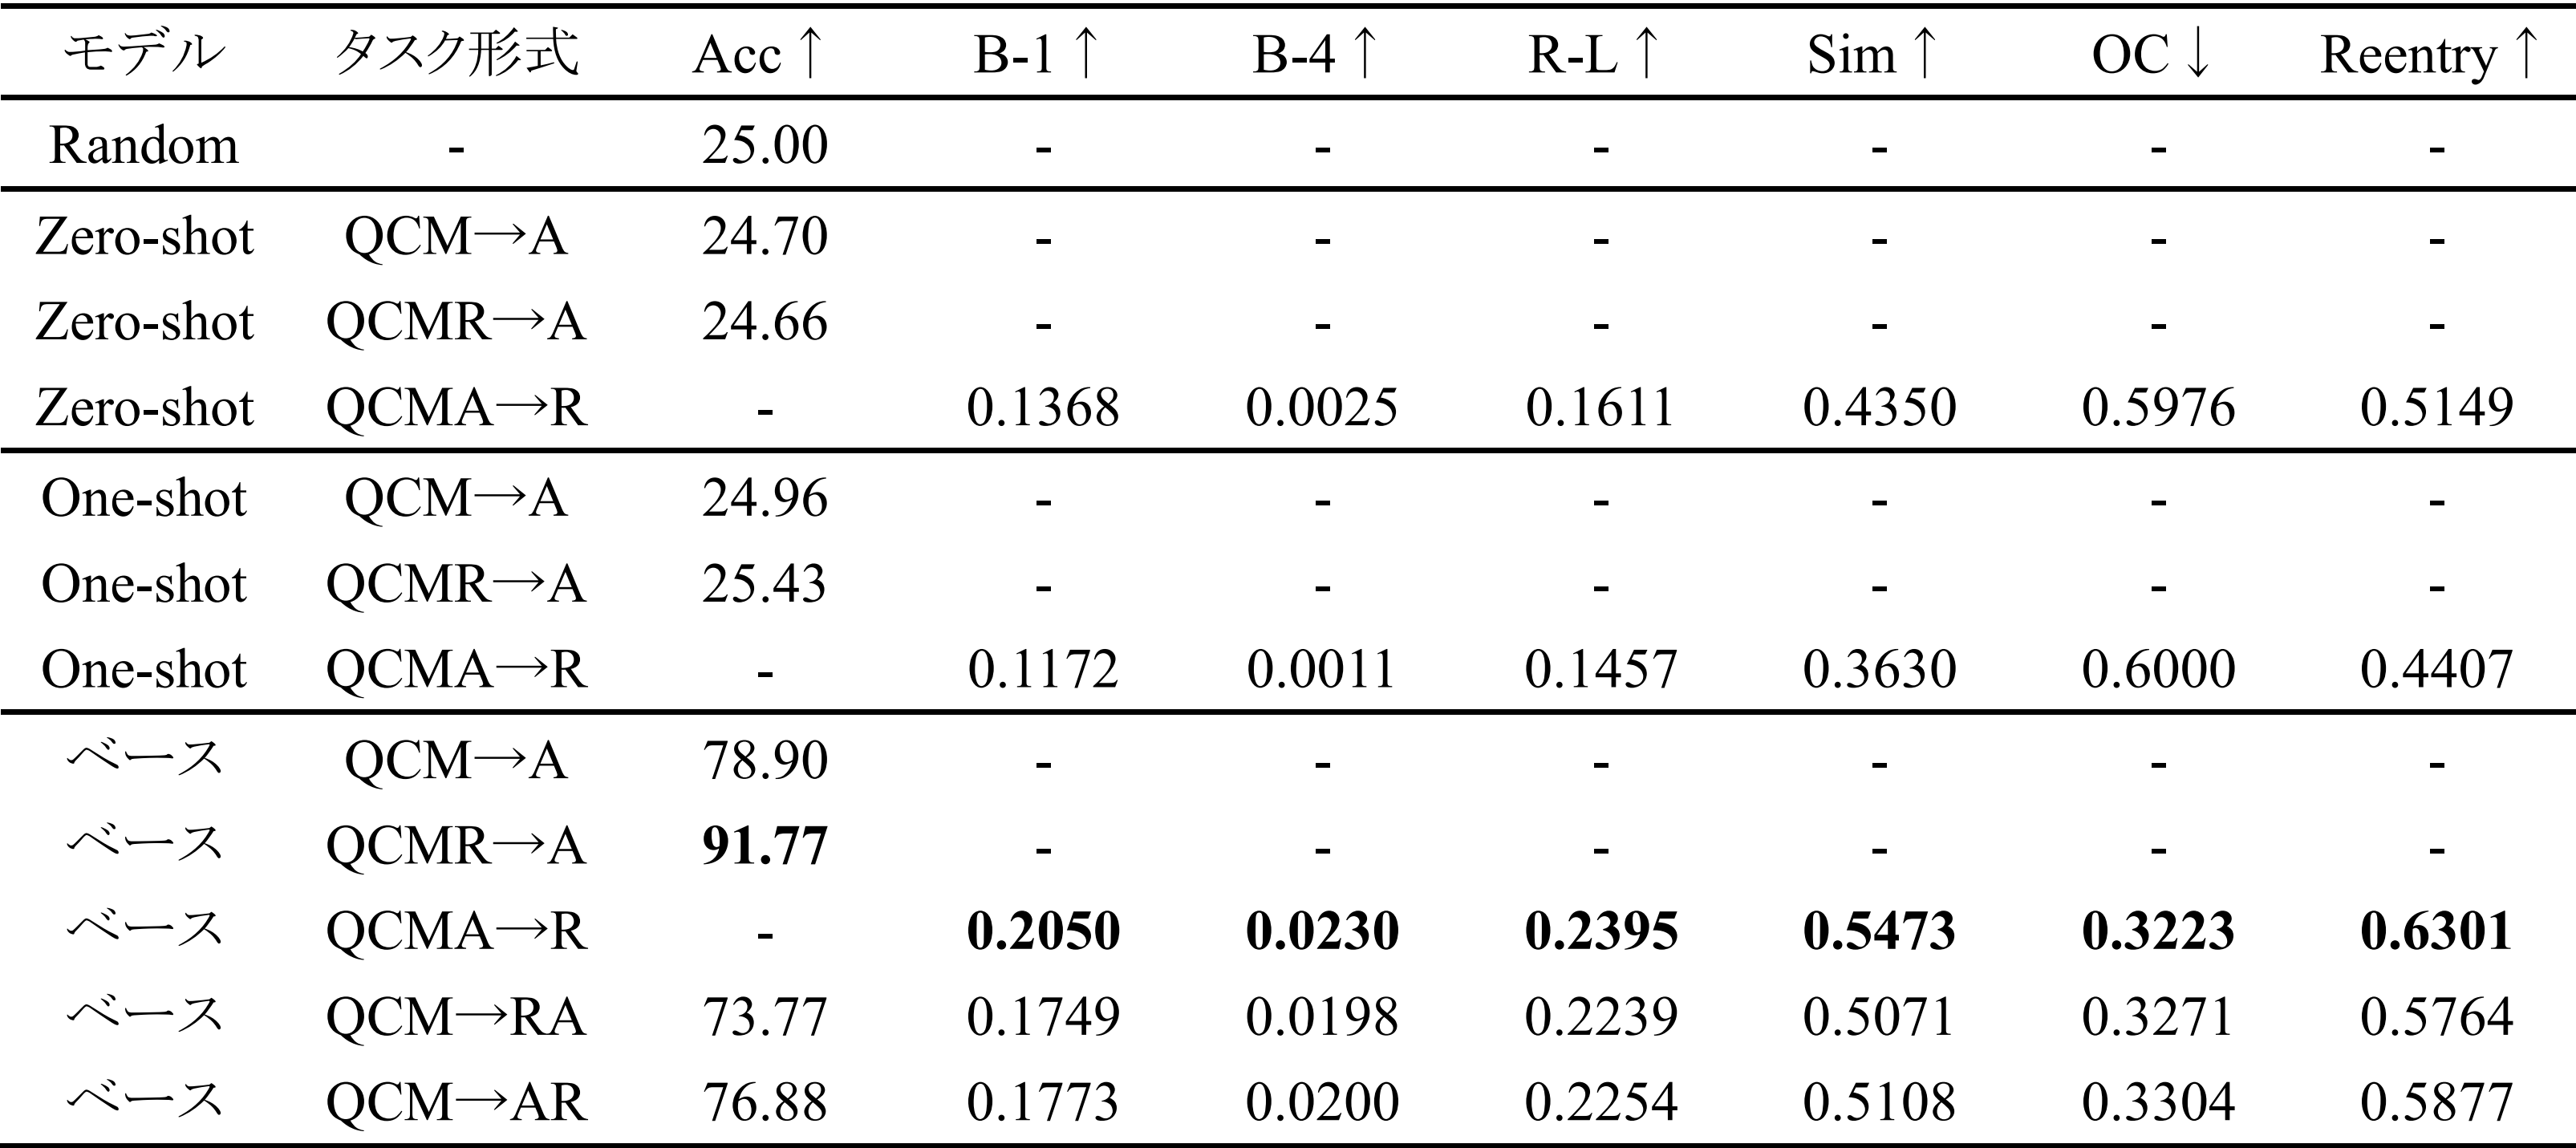 モデル タスク形式 Acc↑ B-1↑ B-4↑ R-L↑ Sim↑ OC↓ Reentry↑
Random - 25.00 - - - - - -
Zero-shot QCM→A 24.70 - - - - - -
Zero-shot QCMR→A 24.66 - - - - - -
Zero-shot QCMA→R - 0.1368 0.0025 0.1611 0.4350 0.5976 0.5149
One-shot QCM→A 24.96 - - - - - -
One-shot QCMR→A 25.43 - - - - - -
One-shot QCMA→R - 0.1172 0.0011 0.1457 0.3630 0.6000 0.4407
ベース QCM→A 78.90 - - - - - -
ベース QCMR→A 91.77 - - - - - -
ベース QCMA→R - 0.2050 0.0230 0.2395 0.5473 0.3223 0.6301
ベース QCM→RA 73.77 0.1749 0.0198 0.2239 0.5071 0.3271 0.5764
ベース QCM→AR 76.88 0.1773 0.0200 0.2254 0.5108 0.3304 0.5877